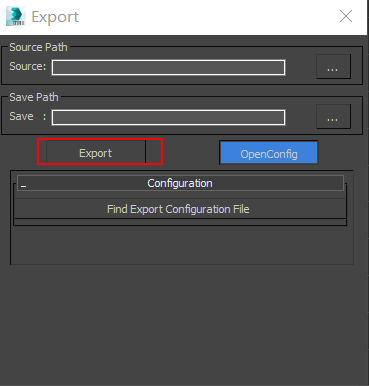 Export
Source Path
Source:
...
Save Path
Save :
...
Export
OpenConfig
Configuration
Find Export Configuration File